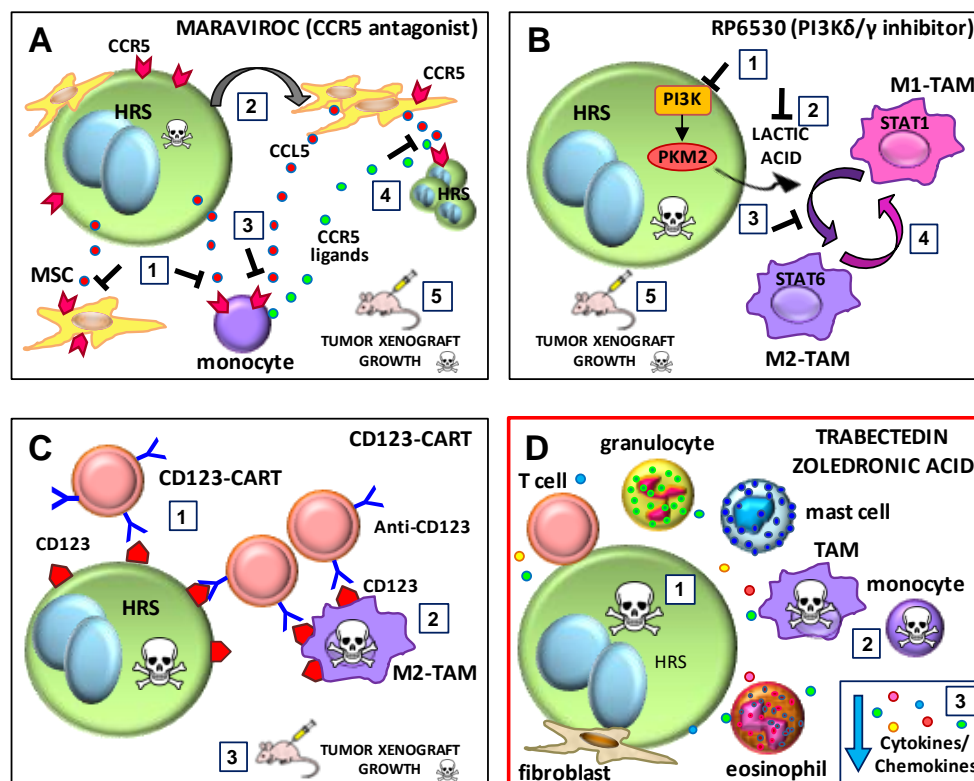 A
MARAVIROC (CCR5 antagonist)
CCR5
HRS
2
CCR5
CCL5
4
HRS
3
CCR5
ligands
MSC
1
monocyte
5
TUMOR XENOGRAFT
GROWTH
B
RP6530 (PI3Kδ/γ inhibitor)
1
HRS
PI3K
2
M1-TAM
STAT1
LACTIC
ACID
PKM2
3
4
STAT6
5
TUMOR XENOGRAFT
GROWTH
M2-TAM
C
CD123-CART
CD123-CART
1
Anti-CD123
CD123
CD123
HRS
2
M2-TAM
3
TUMOR XENOGRAFT
GROWTH
D
TRABECTEDIN
ZOLEDRONIC ACID
granulocyte
T cell
mast cell
TAM
1
monocyte
2
HRS
3
Cytokines/
Chemokines
fibroblast
eosinophil